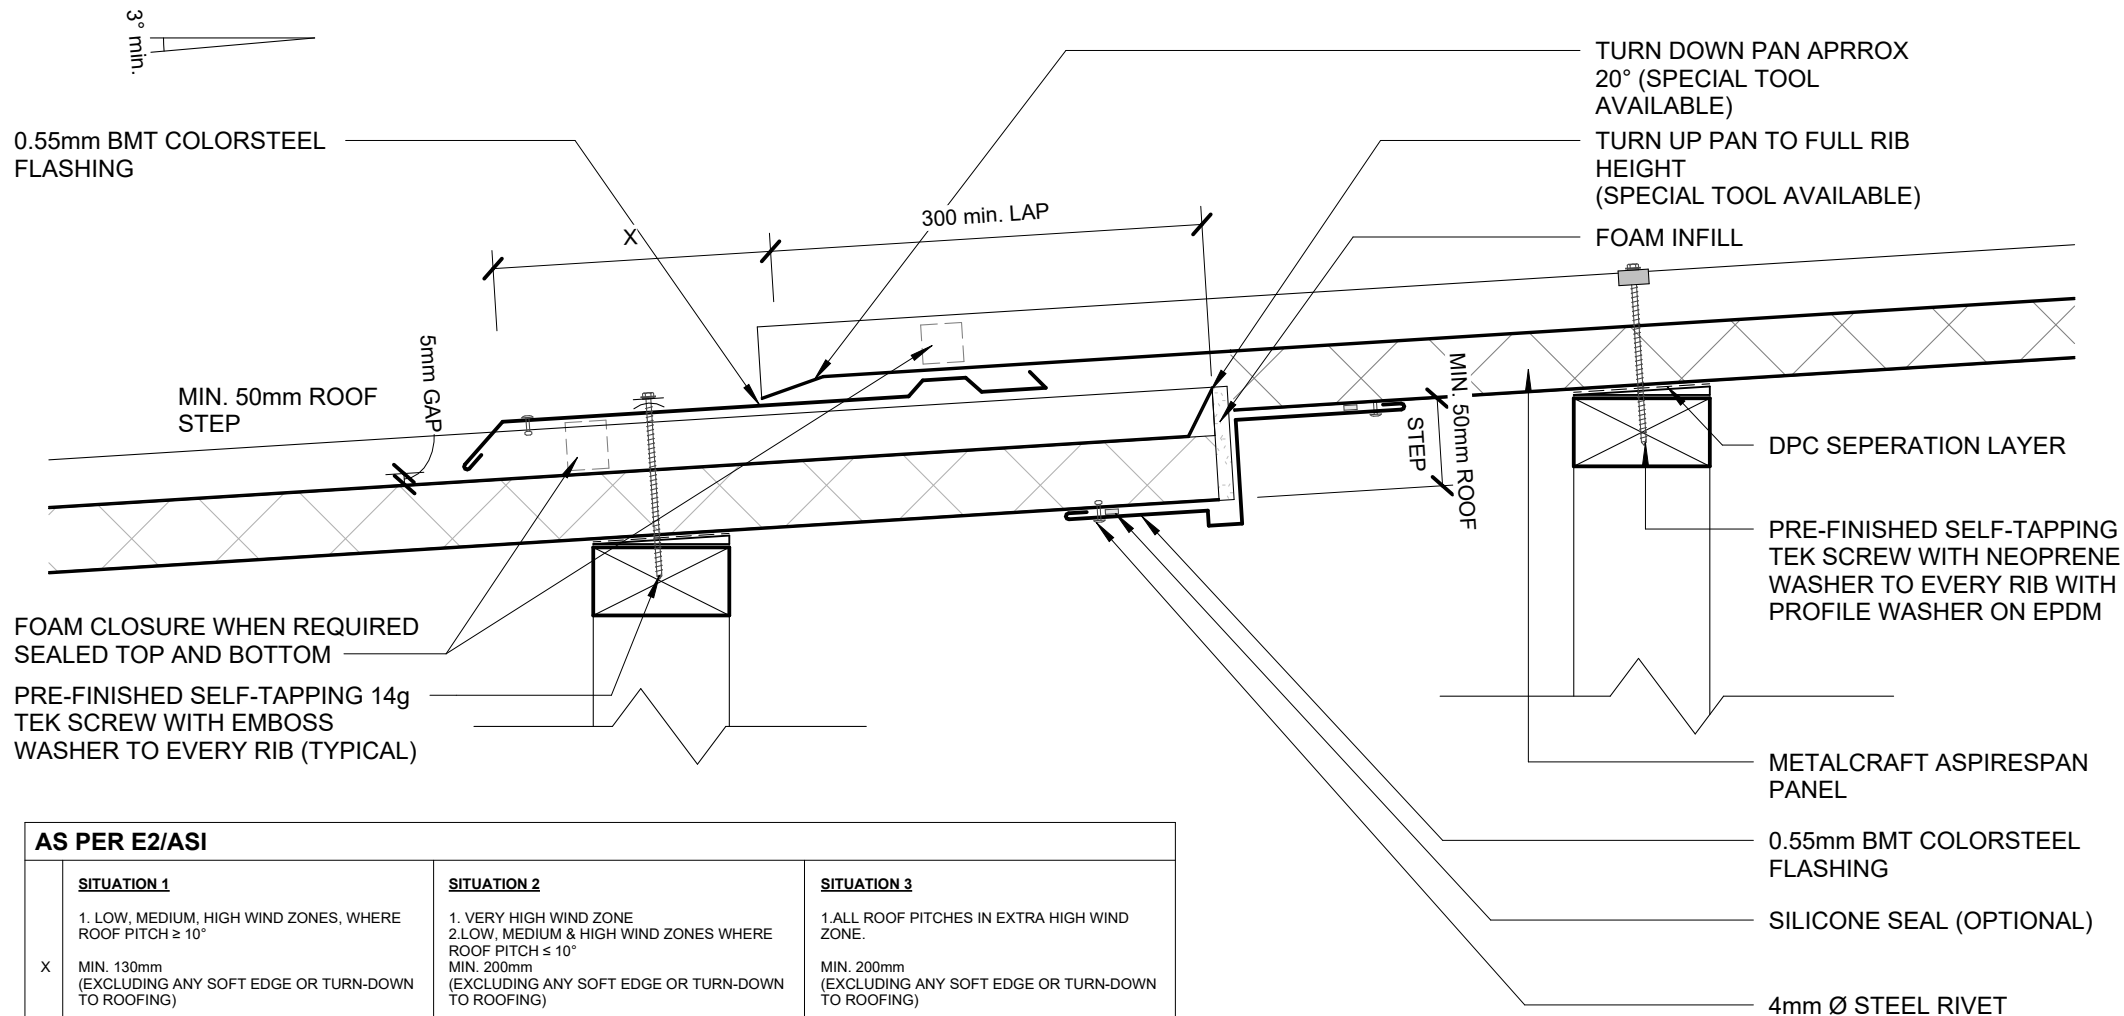 3° min.
0.55mm BMT COLORSTEEL
FLASHING
X
300 min. LAP
TURN DOWN PAN APRROX
20° (SPECIAL TOOL
AVAILABLE)
TURN UP PAN TO FULL RIB
HEIGHT
(SPECIAL TOOL AVAILABLE)
FOAM INFILL
MIN. 50mm ROOF
STEP
5mm GAP
MIN. 50mm ROOF
STEP
DPC SEPERATION LAYER
PRE-FINISHED SELF-TAPPING
TEK SCREW WITH NEOPRENE
WASHER TO EVERY RIB WITH
PROFILE WASHER ON EPDM
FOAM CLOSURE WHEN REQUIRED
SEALED TOP AND BOTTOM
PRE-FINISHED SELF-TAPPING 14g
TEK SCREW WITH EMBOSS
WASHER TO EVERY RIB (TYPICAL)
METALCRAFT ASPIRESPAN
PANEL
0.55mm BMT COLORSTEEL
FLASHING
SILICONE SEAL (OPTIONAL)
4mm Ø STEEL RIVET
AS PER E2/ASI
X
SITUATION 1
1. LOW, MEDIUM, HIGH WIND ZONES, WHERE
ROOF PITCH ≥ 10°
MIN. 130mm
(EXCLUDING ANY SOFT EDGE OR TURN-DOWN
TO ROOFING)
SITUATION 2
1. VERY HIGH WIND ZONE
2.LOW, MEDIUM & HIGH WIND ZONES WHERE
ROOF PITCH ≤ 10°
MIN. 200mm
(EXCLUDING ANY SOFT EDGE OR TURN-DOWN
TO ROOFING)
SITUATION 3
1.ALL ROOF PITCHES IN EXTRA HIGH WIND
ZONE.
MIN. 200mm
(EXCLUDING ANY SOFT EDGE OR TURN-DOWN
TO ROOFING)